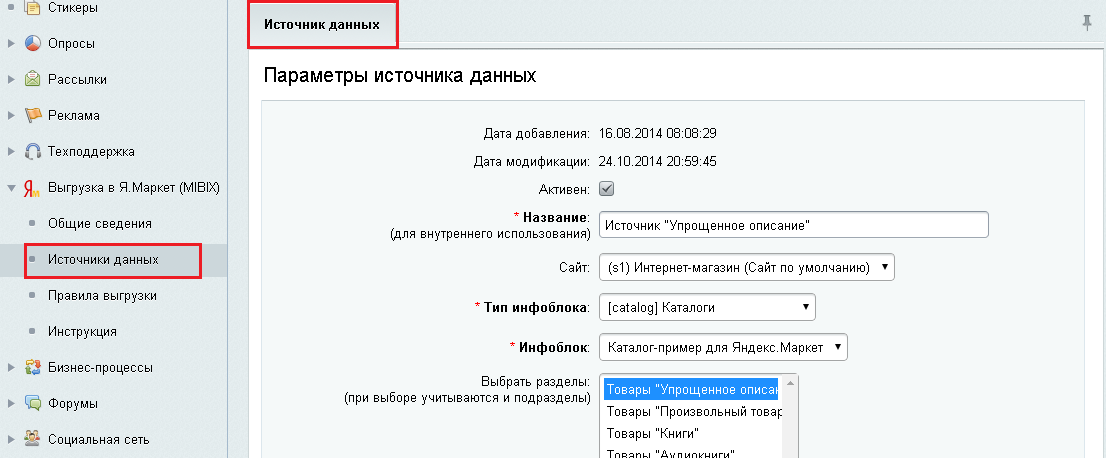 Стикеры
Опросы
Рассылки
Реклама
Техподдержка
Выгрузка в Я.Маркет (MIBIX)
Общие сведения
Источники данных
Правила выгрузки
Инструкция
Бизнес-процессы
Форумы
Социальная сеть
Источник данных
Параметры источника данных
Дата добавления: 16.08.2014 08:08:29
Дата модификации: 24.10.2014 20:59:45
Активен:
* Название: Источник "Упрощенное описание"
(для внутреннего использования)
Сайт: (s1) Интернет-магазин (Сайт по умолчанию)
* Тип инфоблока: [catalog] Каталоги
* Инфоблок: Каталог-пример для Яндекс.Маркет
Выбрать разделы:
(при выборе учитываются и подразделы)
Товары "Упрощенное описан
Товары "Произвольный товар
Товары "Книги"
Товары "Аудиокниги"